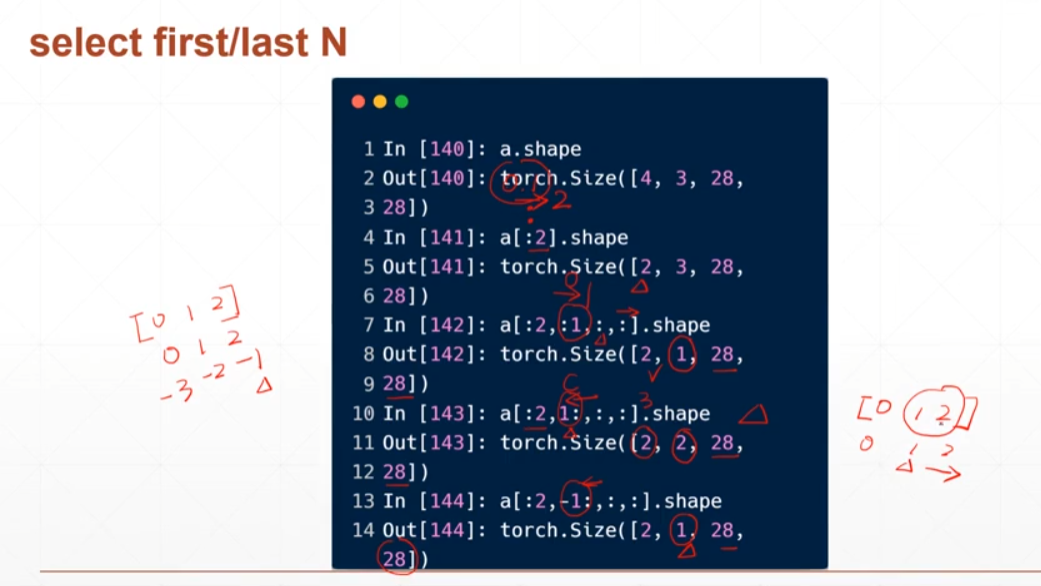 select first/last N
1 In [140]: a.shape
2 Out[140]: torch.Size([4, 3, 28,
3 28])
4 In [141]: a[:2].shape
5 Out[141]: torch.Size([2, 3, 28,
6 28])
7 In [142]: a[:2,:1,:,:].shape
8 Out[142]: torch.Size([2, 1, 28,
9 28])
10 In [143]: a[:2,1:,:,:].shape
11 Out[143]: torch.Size([2, 2, 28,
12 28])
13 In [144]: a[:2,-1:,:,:].shape
14 Out[144]: torch.Size([2, 1, 28,
28])
[0 1 2]
0 1 2
-3 -2 -1
[0 1 2]
0 1 2